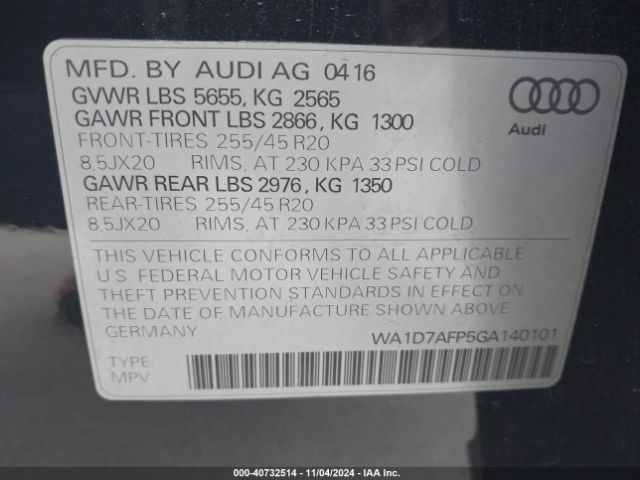 MFD. BY AUDI AG 04 16
GVWR LBS 5655, KG 2565
GAWR FRONT LBS 2866, KG 1300
FRONT-TIRES 255/45 R20
8,5JX20 RIMS, AT 230 KPA 33 PSI COLD
GAWR REAR LBS 2976, KG 1350
REAR-TIRES 255/45 R20
8,5JX20 RIMS, AT 230 KPA 33 PSI COLD
Audi
THIS VEHICLE CONFORMS TO ALL APPLICABLE
U.S. FEDERAL MOTOR VEHICLE SAFETY AND
THEFT PREVENTION STANDARDS IN EFFECT ON
THE DATE OF MANUFACTURE SHOWN ABOVE
GERMANY
WA1D7AFP5GA140101
TYPE
MPV
000-40732514 - 11/04/2024 - IAAI.COM